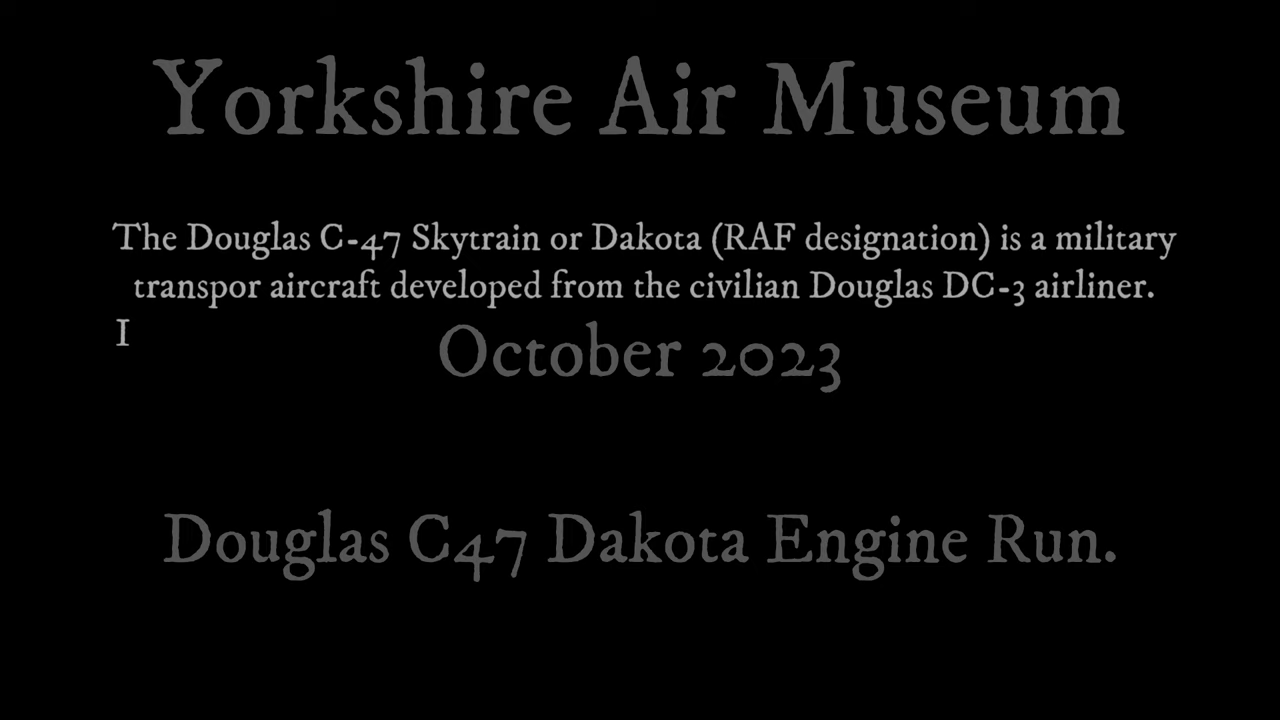 Yorkshire Air Museum
The Douglas C-47 Skytrain or Dakota (RAF designation) is a military
transpor aircraft developed from the civilian Douglas DC-3 airliner.
I
October 2023
Douglas C47 Dakota Engine Run.